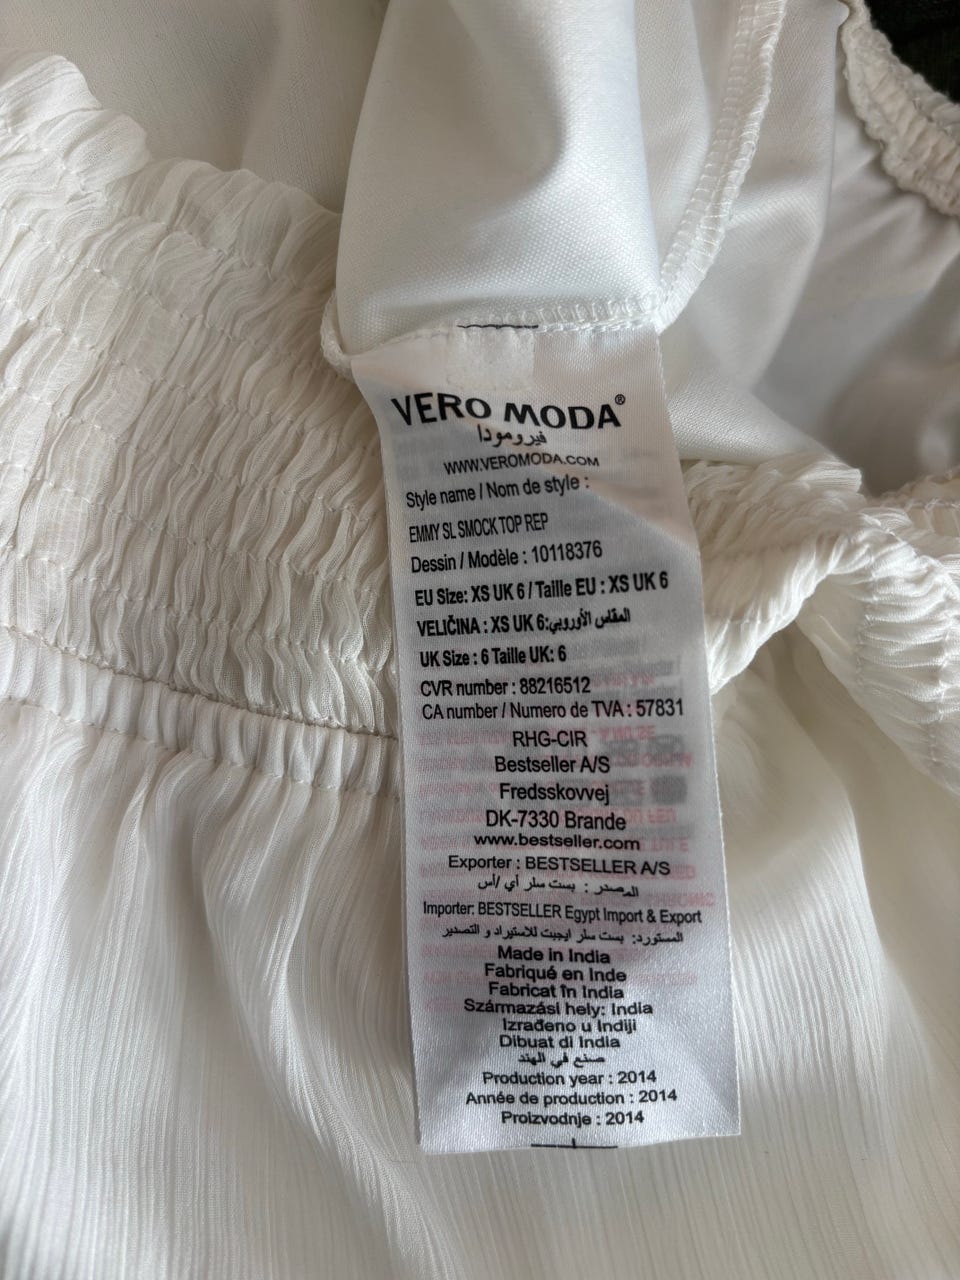 VERO MODA®
فيرومودا
WWW.VEROMODA.COM
Style name / Nom de style :
EMMY SL SMOCK TOP REP
Dessin / Modèle : 10118376
EU Size: XS UK 6 / Taille EU : XS UK 6
VELIČINA : XS UK 6:المقاس الأوروبي
UK Size : 6 Taille UK: 6
CVR number : 88216512
CA number / Numero de TVA : 57831
RHG-CIR
Bestseller A/S
Fredsskovvej
DK-7330 Brande
www.bestseller.com
Exporter : BESTSELLER A/S
المصدر : بست سلر أي /أس
Importer: BESTSELLER Egypt Import & Export
المستورد: بست سلر ايجبت للاستيراد و التصدير
Made in India
Fabriqué en Inde
Fabricat în India
Származási hely: India
Izrađeno u Indiji
Dibuat di India
صنع في الهند
Production year : 2014
Année de production : 2014
Proizvodnje : 2014